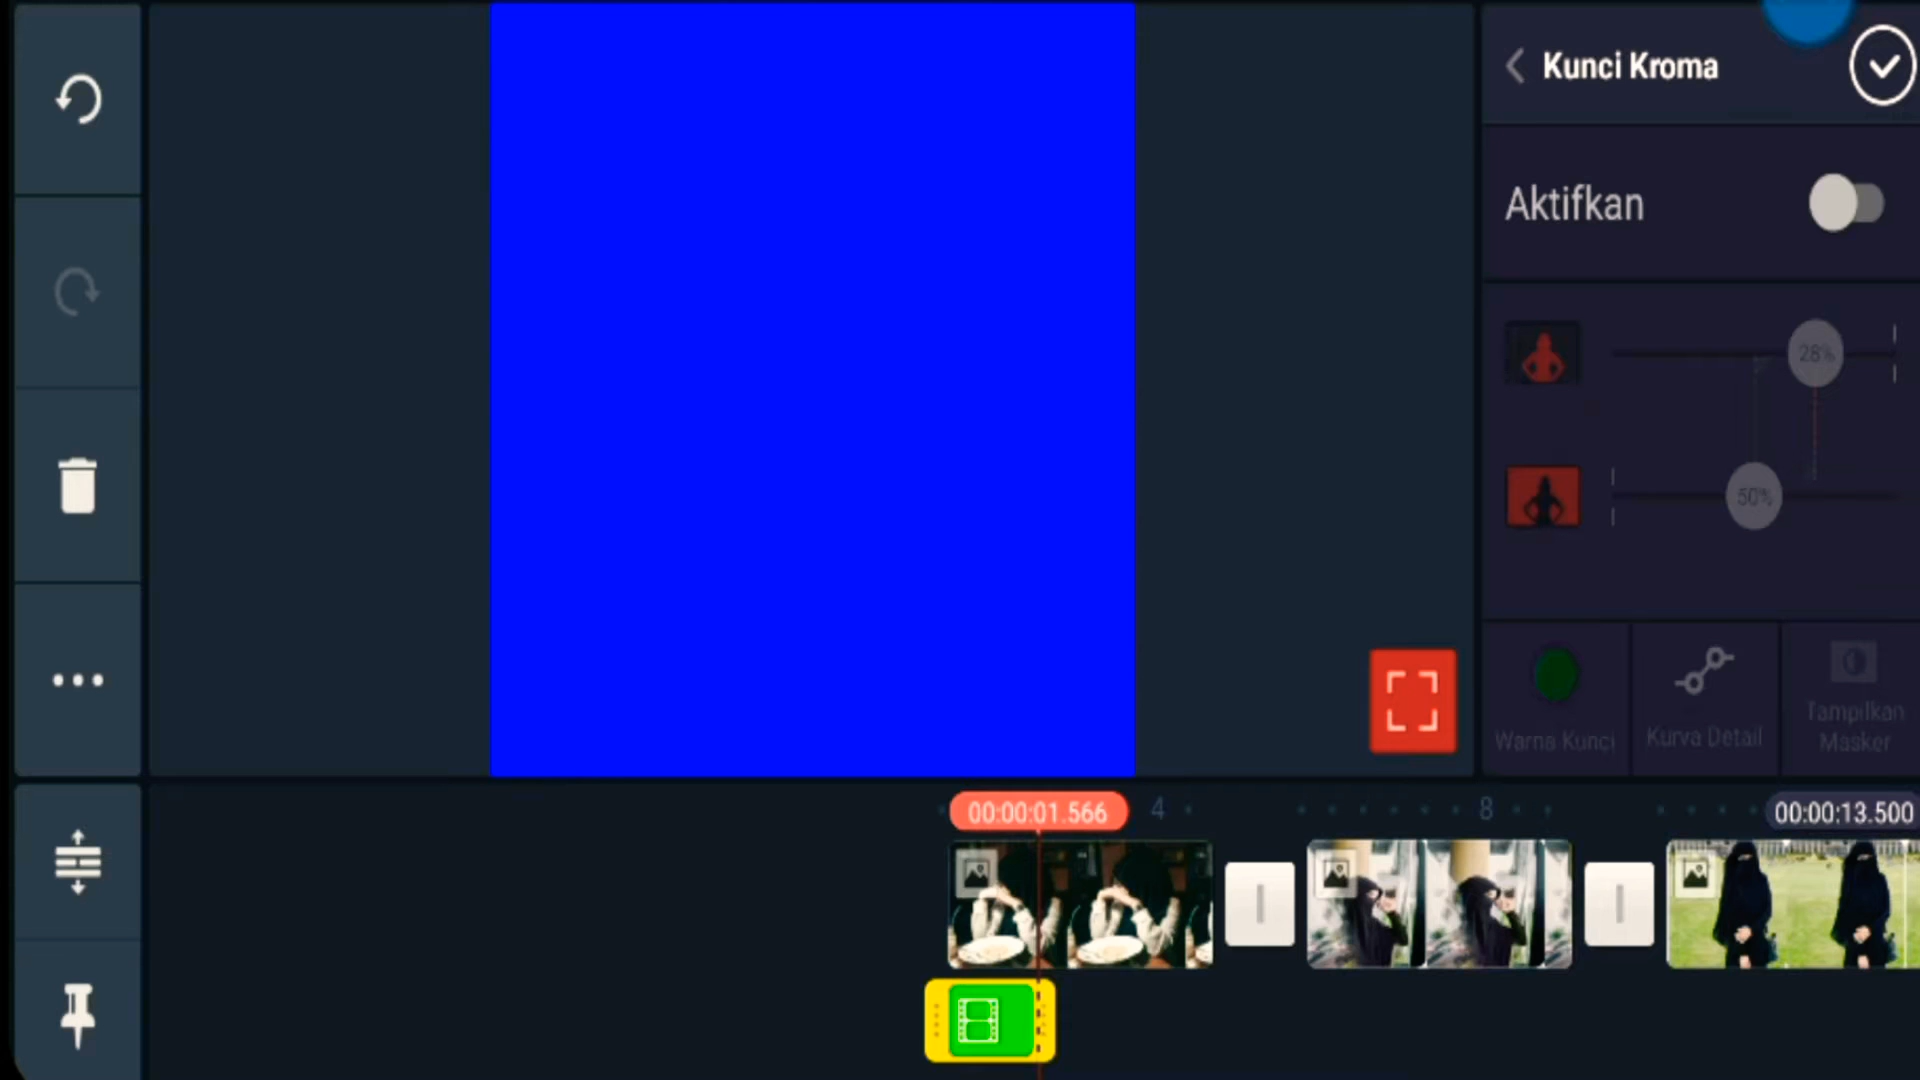 Kunci Kroma
Aktifkan
28%
50%
Warna Kunci
Kurva Detail
Tampilkan
Masker
00:00:01.566
4
8
00:00:13.500